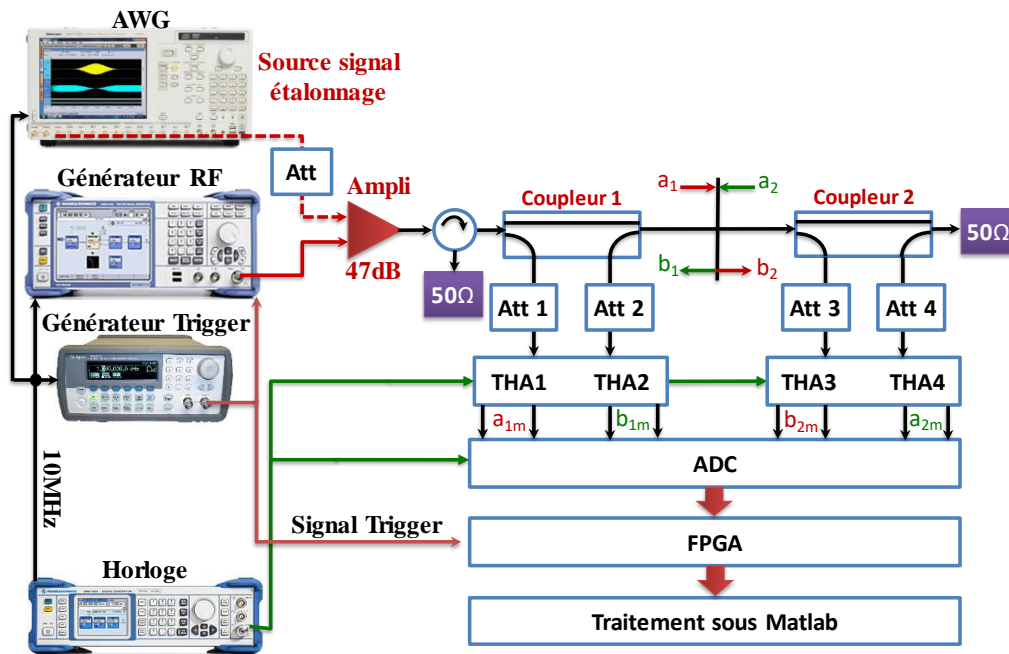 AWG
Source signal
étalonnage
Att
Générateur RF
Ampli
47dB
50Ω
Coupleur 1
a1
a2
Coupleur 2
50Ω
b1
b2
Att 1
Att 2
Att 3
Att 4
Générateur Trigger
THA1
THA2
THA3
THA4
a1m
b1m
b2m
a2m
ADC
10MHz
Signal Trigger
FPGA
Horloge
Traitement sous Matlab